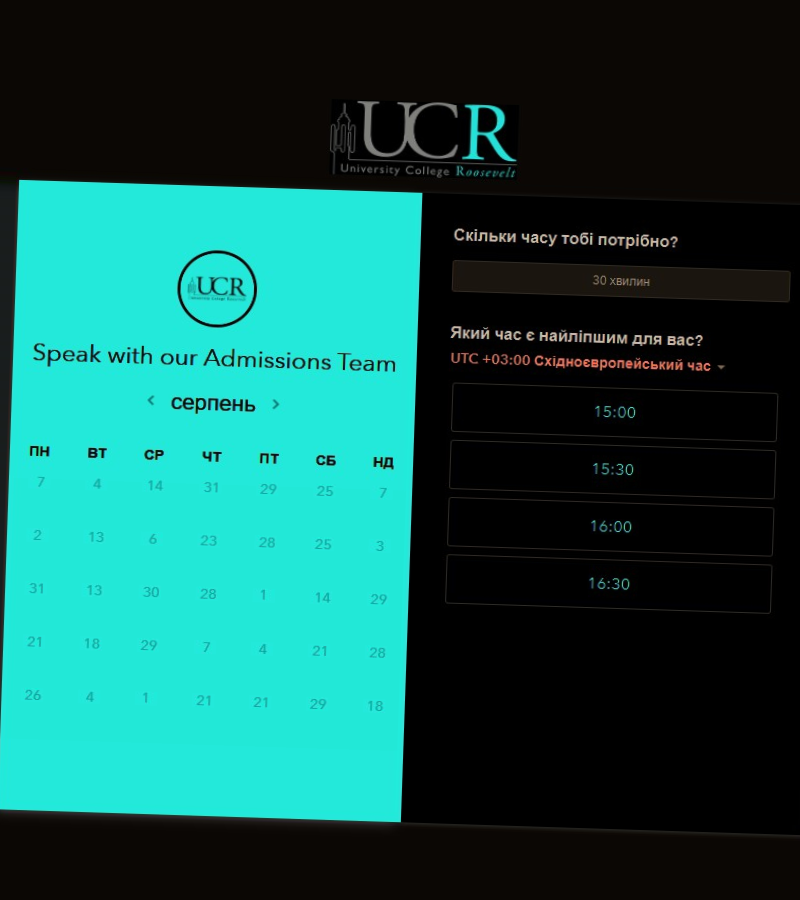 UCR
University College Roosevelt
UCR
University College Roosevelt
Speak with our Admissions Team
серпень
ПН ВТ СР ЧТ ПТ СБ НД
7 4 14 31 29 25 7
2 13 6 23 28 25 3
31 13 30 28 1 14 29
21 18 29 7 4 21 28
26 4 1 21 21 29 18
Скільки часу тобі потрібно?
30 хвилин
Який час є найліпшим для вас?
UTC +03:00 Східноєвропейський час
15:00
15:30
16:00
16:30